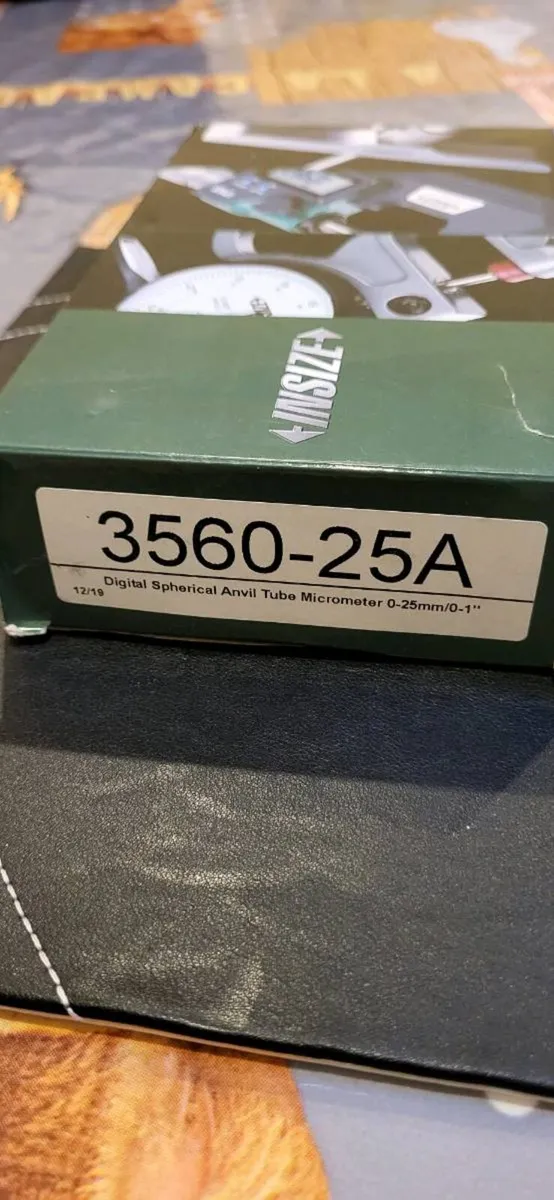 INSIZE
3560-25A
Digital Spherical Anvil Tube Micrometer 0-25mm/0-1"
12/19